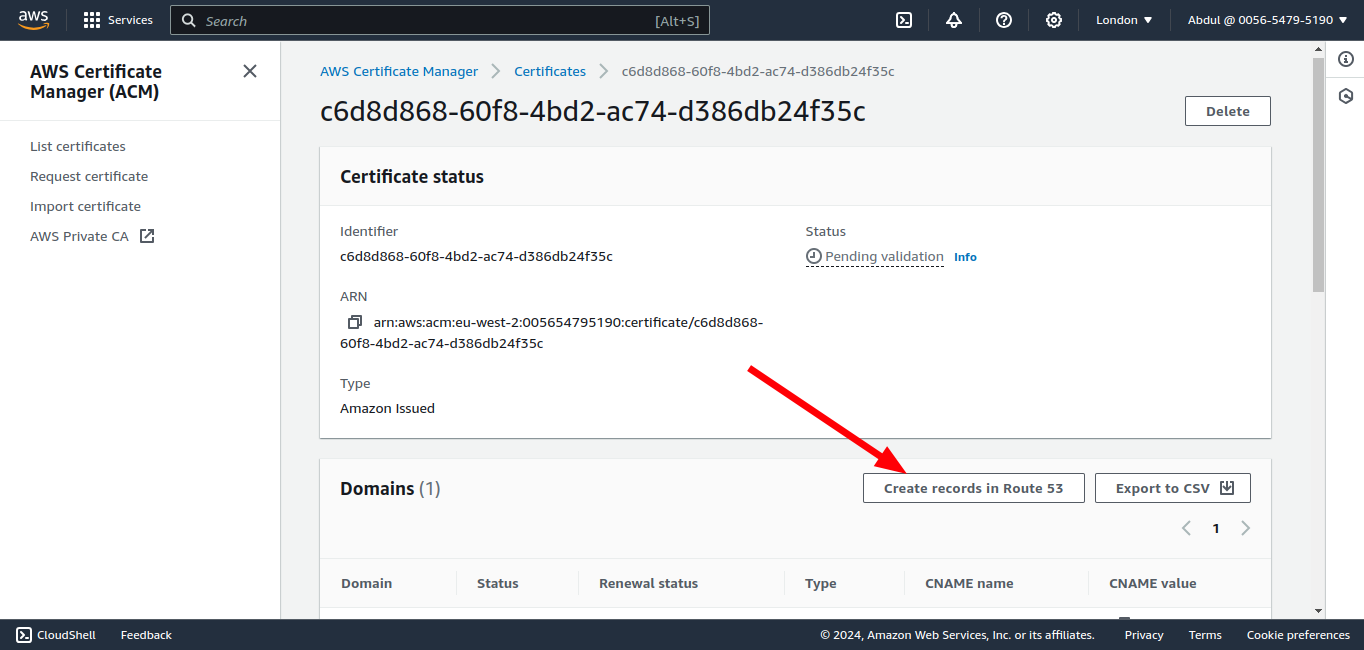 aws
Services
Search [Alt+S]
London
Abdul @ 0056-5479-5190
AWS Certificate
Manager (ACM)
List certificates
Request certificate
Import certificate
AWS Private CA
AWS Certificate Manager
Certificates
c6d8d868-60f8-4bd2-ac74-d386db24f35c
c6d8d868-60f8-4bd2-ac74-d386db24f35c
Delete
Certificate status
Identifier
c6d8d868-60f8-4bd2-ac74-d386db24f35c
Status
Pending validation Info
ARN
arn:aws:acm:eu-west-2:005654795190:certificate/c6d8d868-
60f8-4bd2-ac74-d386db24f35c
Type
Amazon Issued
Domains (1)
Create records in Route 53
Export to CSV
1
Domain Status Renewal status Type CNAME name CNAME value
CloudShell Feedback
© 2024, Amazon Web Services, Inc. or its affiliates. Privacy Terms Cookie preferences